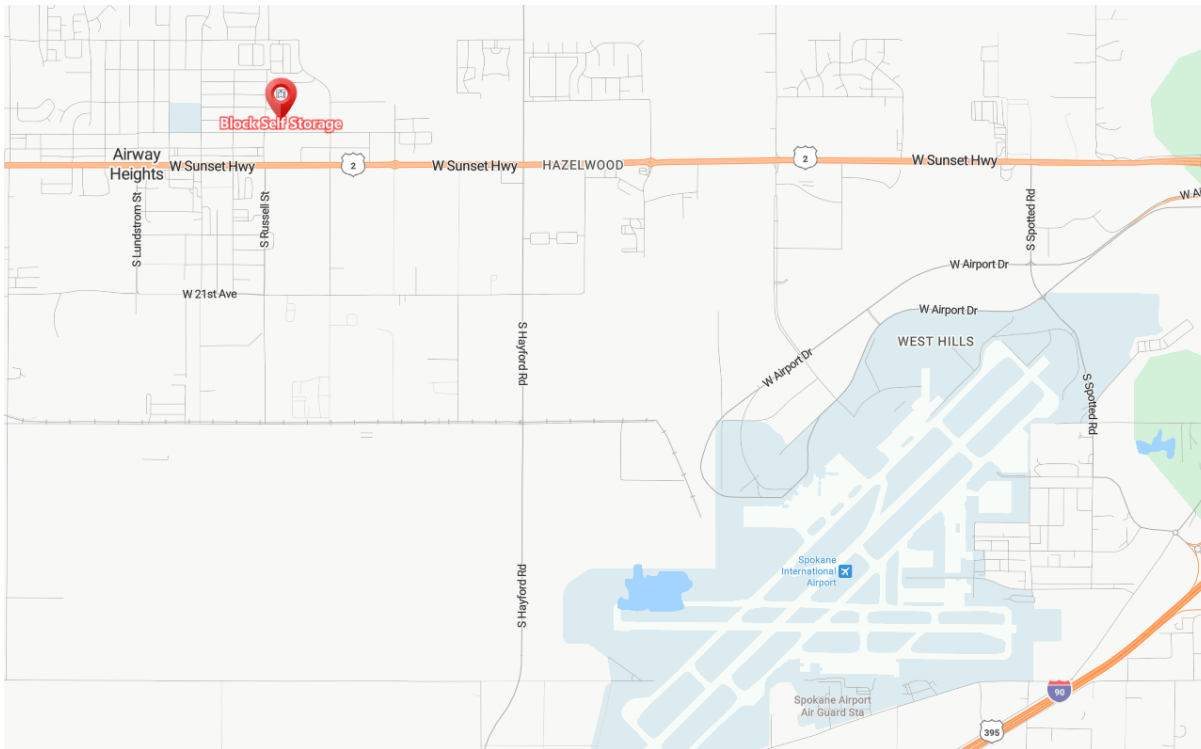 Block Self Storage
Airway
Heights
W Sunset Hwy
2
W Sunset Hwy
HAZELWOOD
2
W Sunset Hwy
W Al
S Lundstrom St
S Russell St
S Spotted Rd
W Airport Dr
W 21st Ave
W Airport Dr
S Hayford Rd
WEST HILLS
W Airport Dr
S Spotted Rd
Spokane
International
Airport
S Hayford Rd
90
Spokane Airport
Air Guard Sta
395